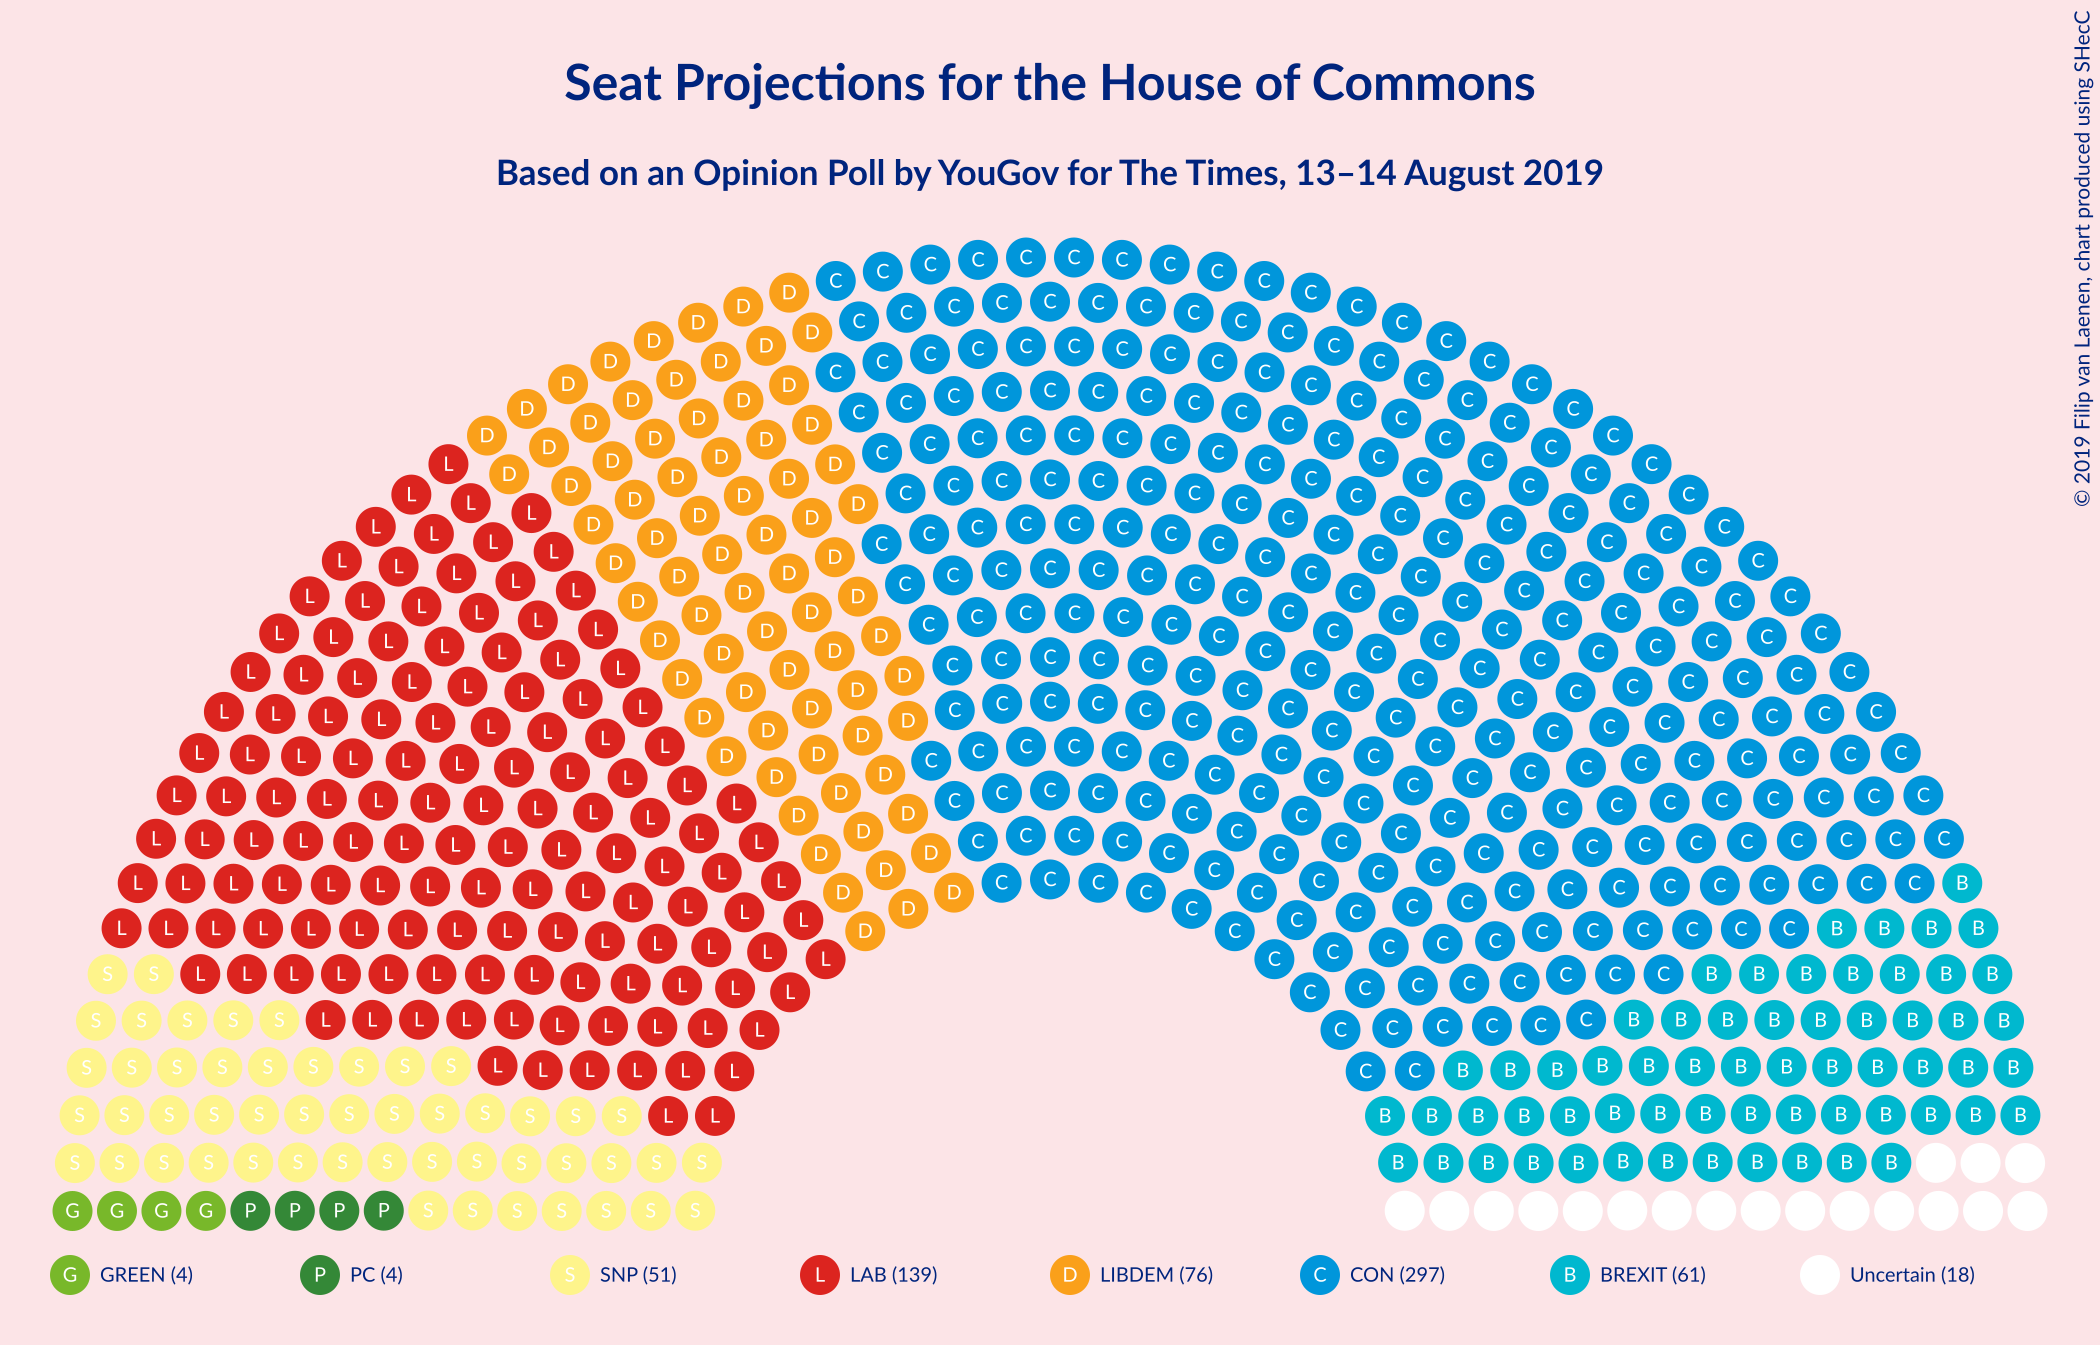 Seat Projections for the House of Commons
Based on an Opinion Poll by YouGov for The Times, 13–14 August 2019
© 2019 Filip van Laenen, chart produced using SHecC
G GREEN (4)
P PC (4)
S SNP (51)
L LAB (139)
D LIBDEM (76)
C CON (297)
B BREXIT (61)
Uncertain (18)